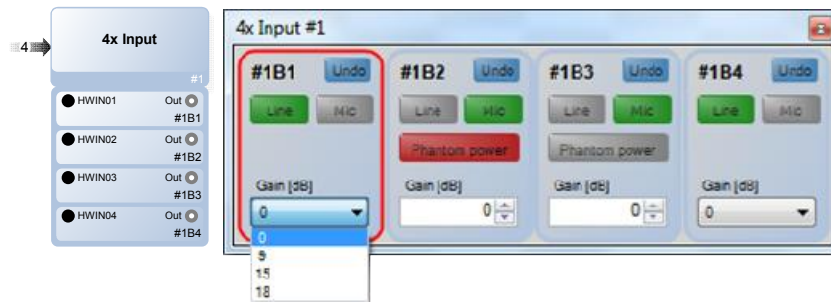 4
4x Input
#1
HWIN01 Out
#1B1
HWIN02 Out
#1B2
HWIN03 Out
#1B3
HWIN04 Out
#1B4
4x Input #1
#1B1 Undo
Line Mic
Gain [dB]
0
0
9
15
18
#1B2 Undo
Line Mic
Phantom power
Gain [dB]
0
#1B3 Undo
Line Mic
Phantom power
Gain [dB]
0
#1B4 Undo
Line Mic
Gain [dB]
0